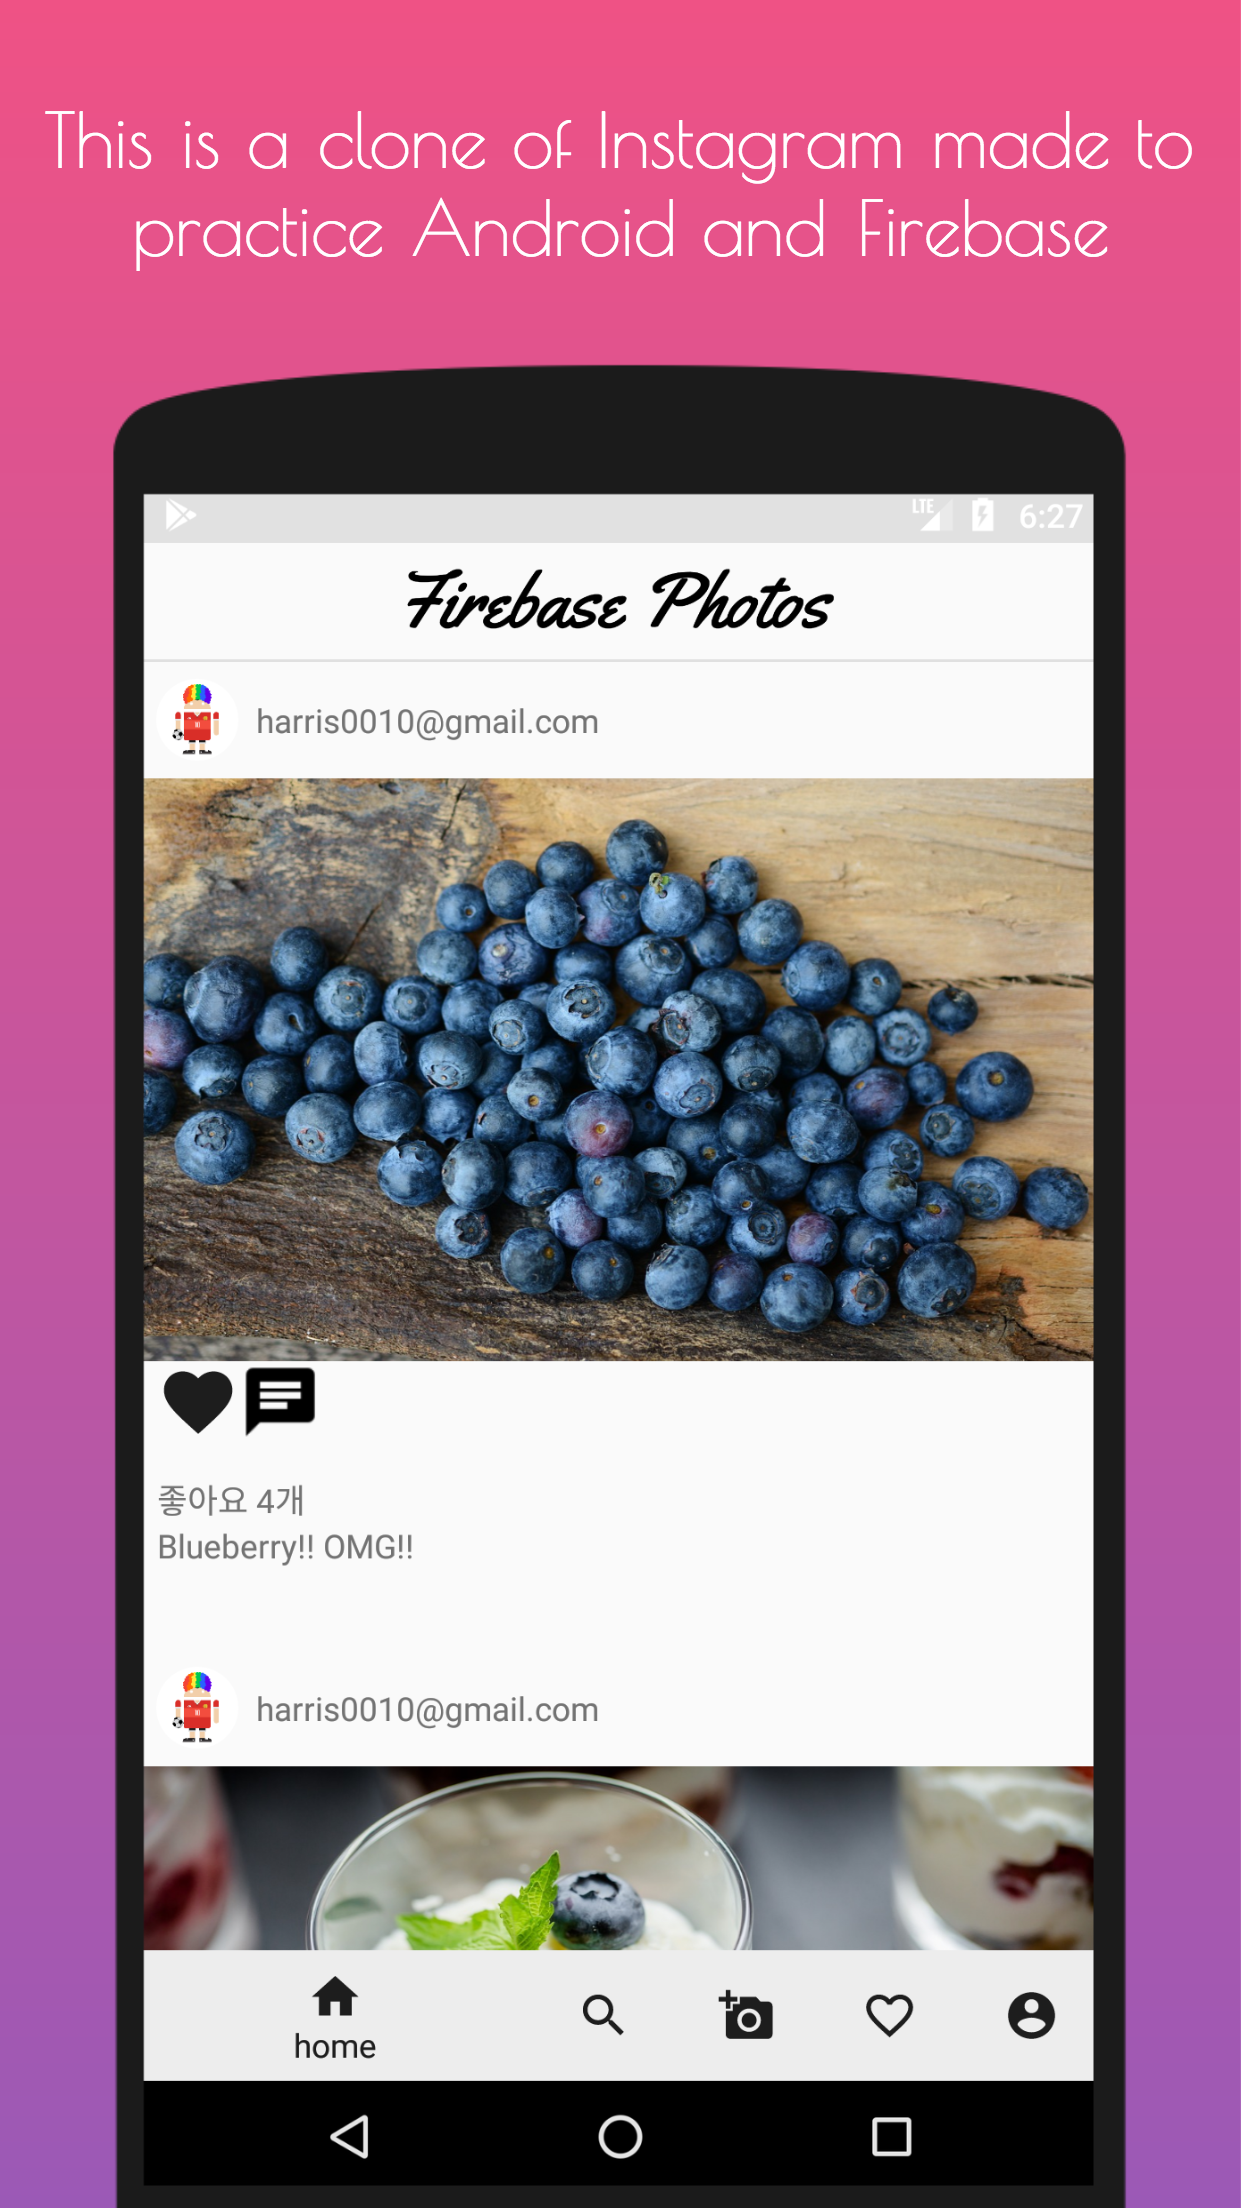 This is a clone of Instagram made to
practice Android and Firebase
LTE 6:27
Firebase Photos
harris0010@gmail.com
좋아요 4개
Blueberry!! OMG!!
harris0010@gmail.com
home